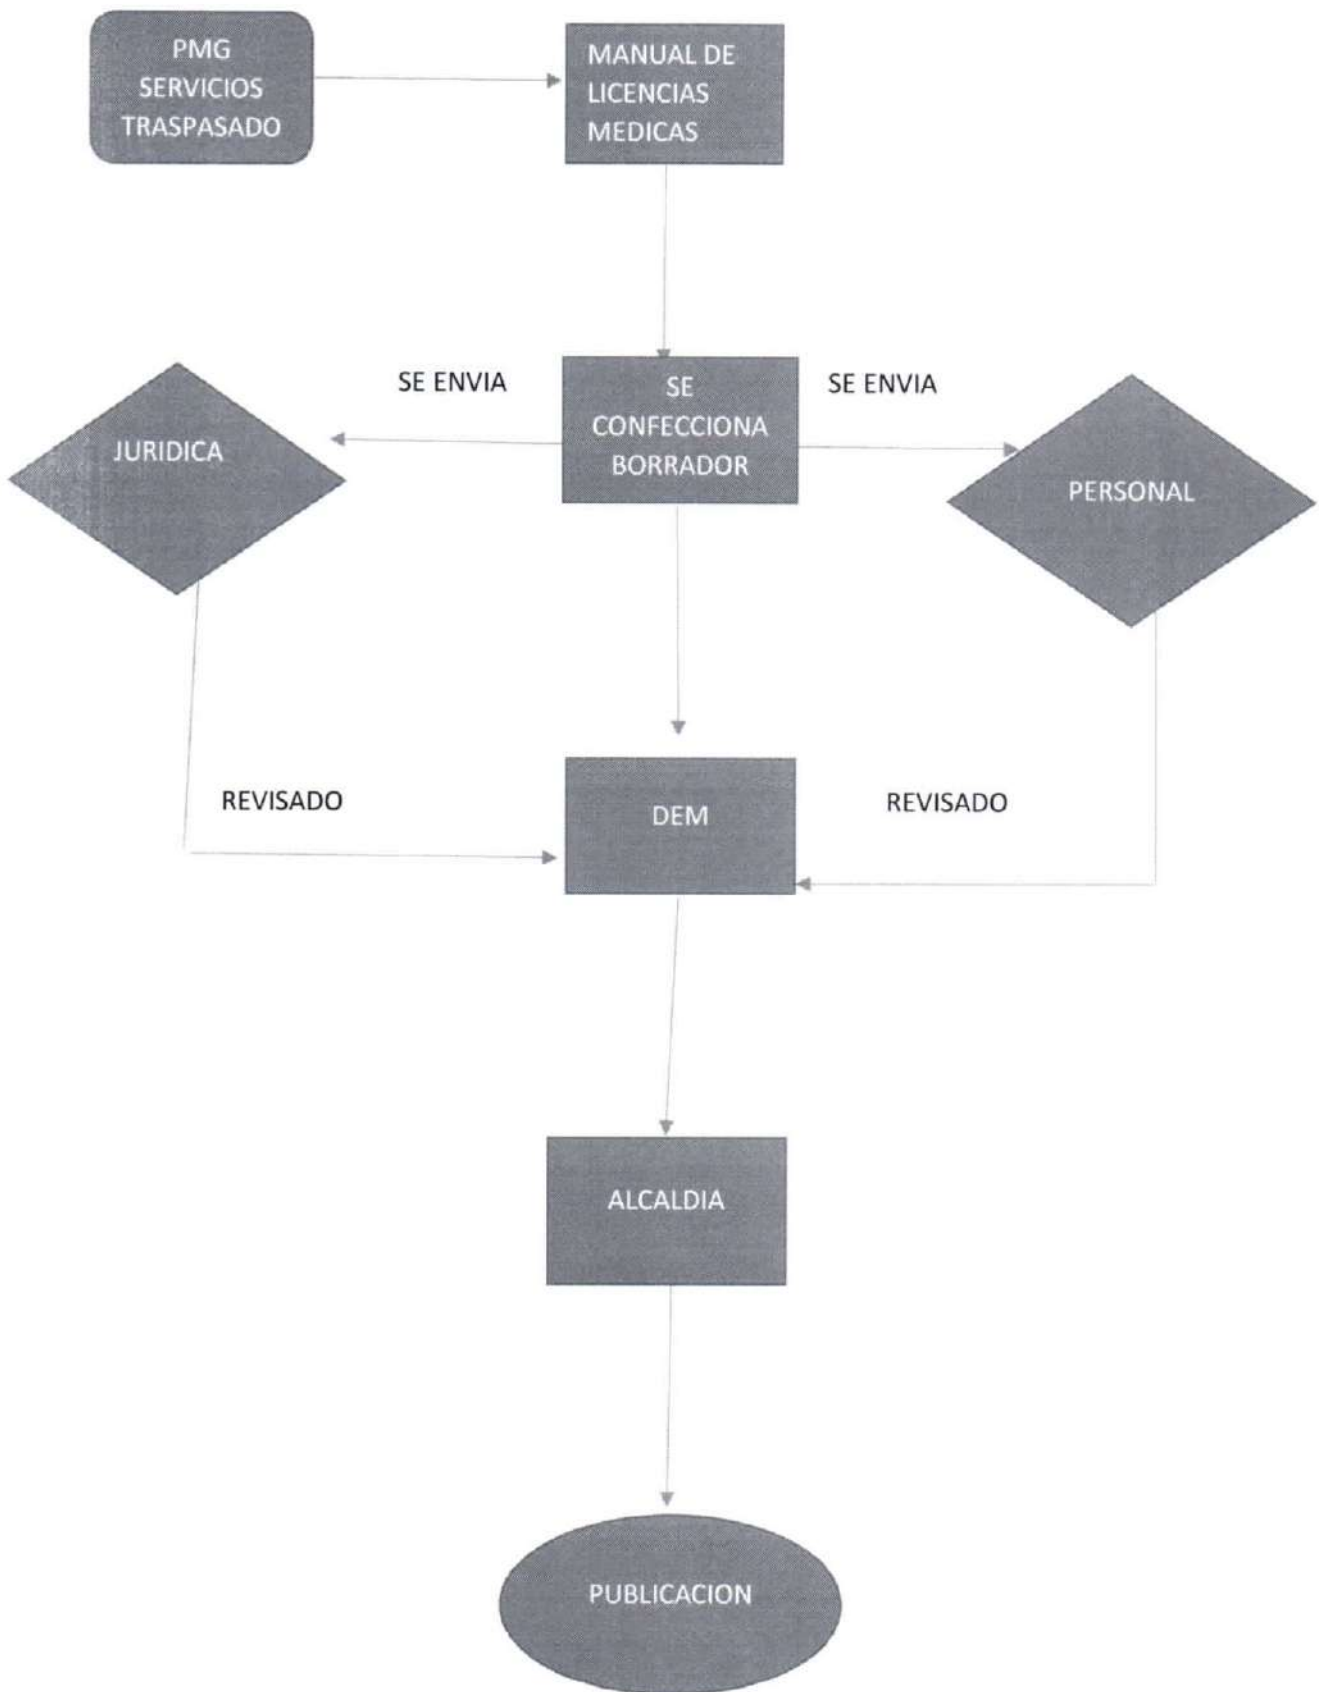 PMG
SERVICIOS
TRASPASADO
MANUAL DE
LICENCIAS
MEDICAS
SE ENVIA
SE
CONFECCIONA
BORRADOR
SE ENVIA
JURIDICA
PERSONAL
REVISADO
DEM
REVISADO
ALCALDIA
PUBLICACION